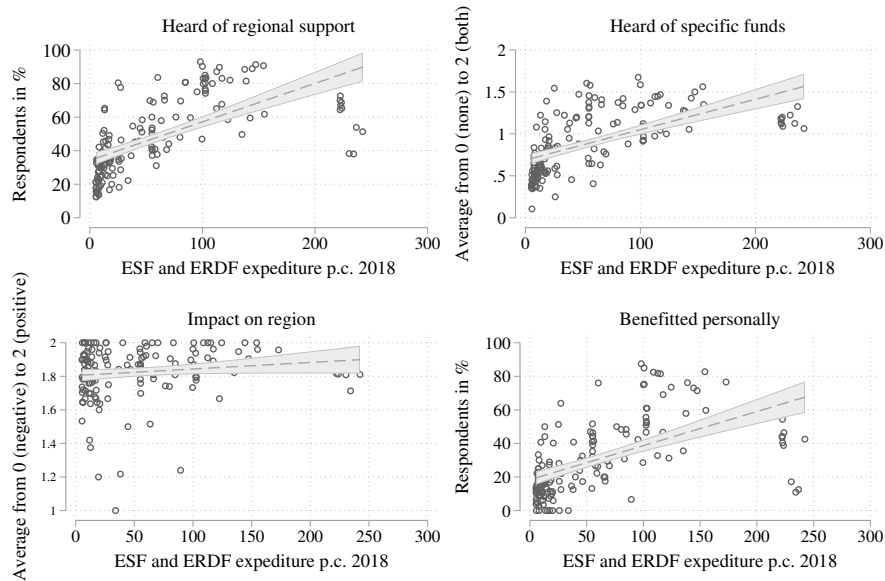 Heard of regional support
Respondents in %
100
80
60
40
20
0
0 100 200 300
ESF and ERDF expediture p.c. 2018
Heard of specific funds
Average from 0 (none) to 2 (both)
2
1.5
1
.5
0
0 100 200 300
ESF and ERDF expediture p.c. 2018
Impact on region
Average from 0 (negative) to 2 (positive)
2
1.8
1.6
1.4
1.2
1
0 50 100 150 200 250 300
ESF and ERDF expediture p.c. 2018
Benefitted personally
Respondents in %
100
80
60
40
20
0
0 50 100 150 200 250 300
ESF and ERDF expediture p.c. 2018